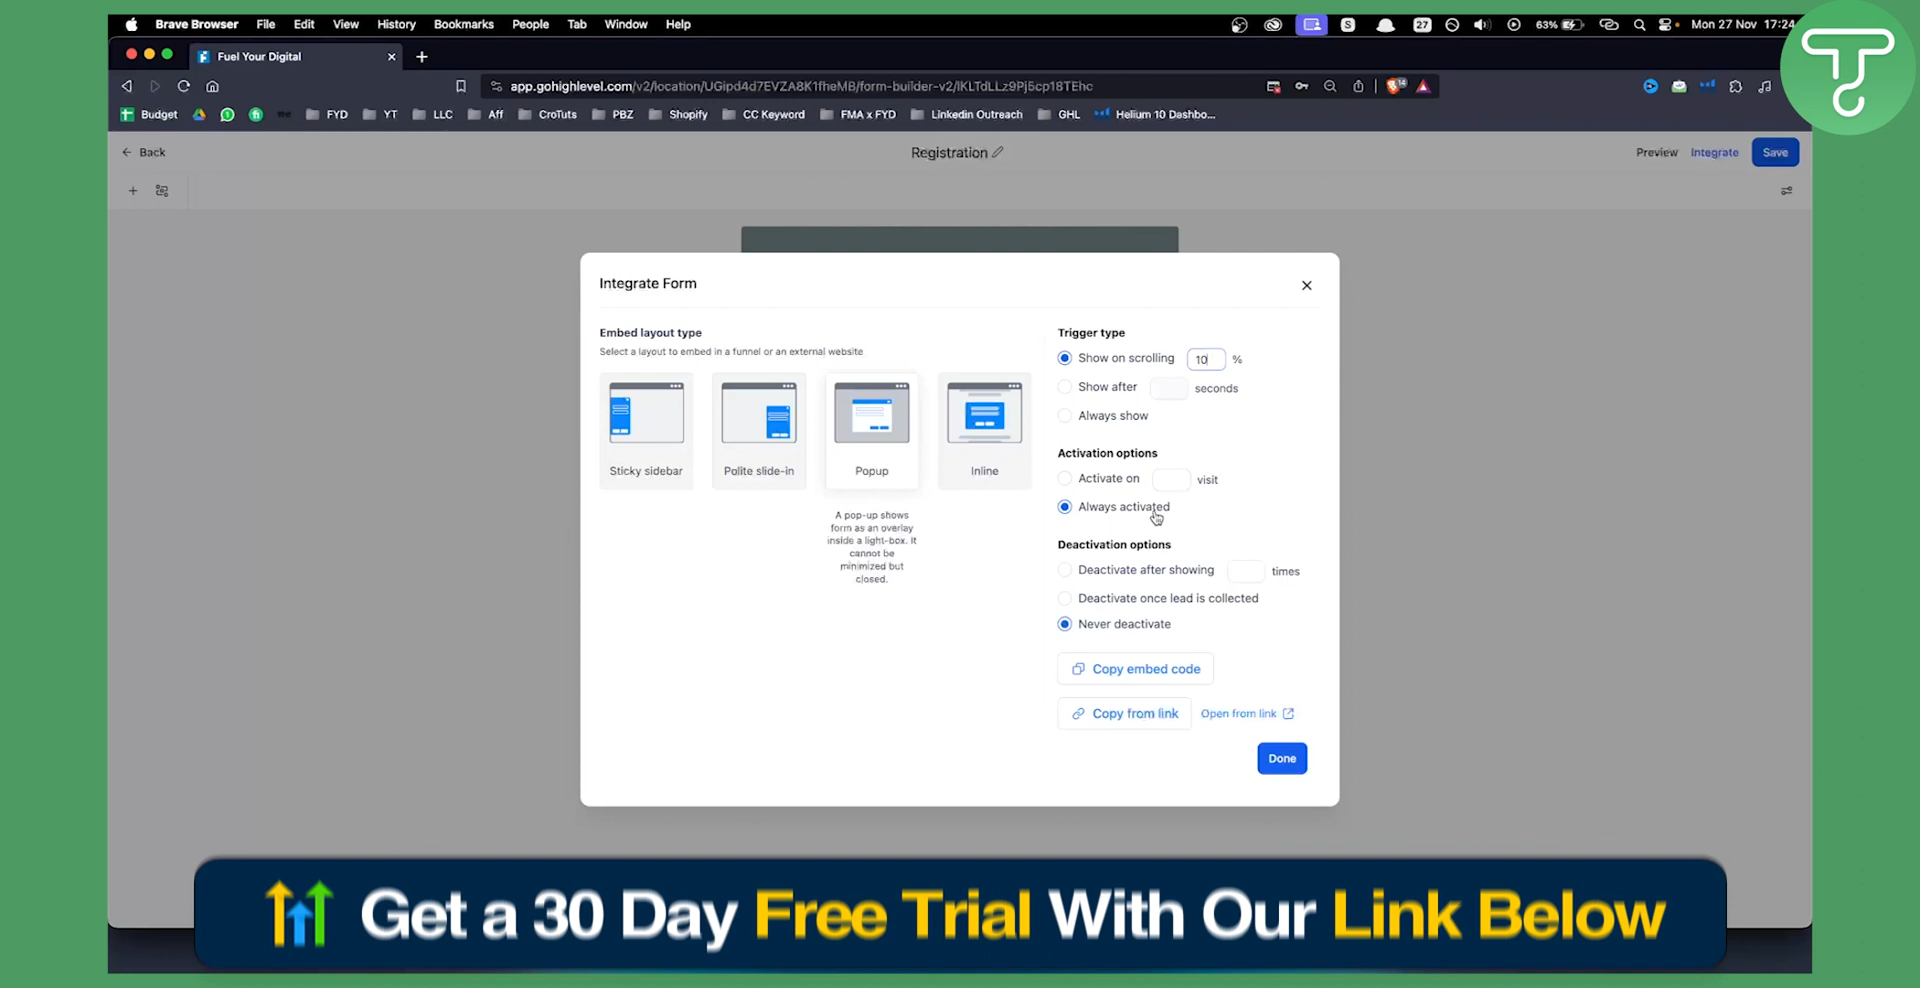 Brave Browser File Edit View History Bookmarks People Tab Window Help S 27 63% Mon 27 Nov 17:24
Fuel Your Digital
app.gohighlevel.com/v2/location/UGipd4d7EVZA8K1fheMB/form-builder-v2/lKLTdLLz9Pj5cp18TEhc 14
Budget FYD YT LLC Aff CroTuts PBZ Shopify CC Keyword FMA x FYD Linkedin Outreach GHL Helium 10 Dashbo...
Back Registration Preview Integrate Save
Integrate Form
Embed layout type
Select a layout to embed in a funnel or an external website
Sticky sidebar
Polite slide-in
Popup
Inline
A pop-up shows
form as an overlay
inside a light-box. It
cannot be
minimized but
closed.
Trigger type
Show on scrolling 10 %
Show after seconds
Always show
Activation options
Activate on visit
Always activated
Deactivation options
Deactivate after showing times
Deactivate once lead is collected
Never deactivate
Copy embed code
Copy from link Open from link
Done
Get a 30 Day Free Trial With Our Link Below